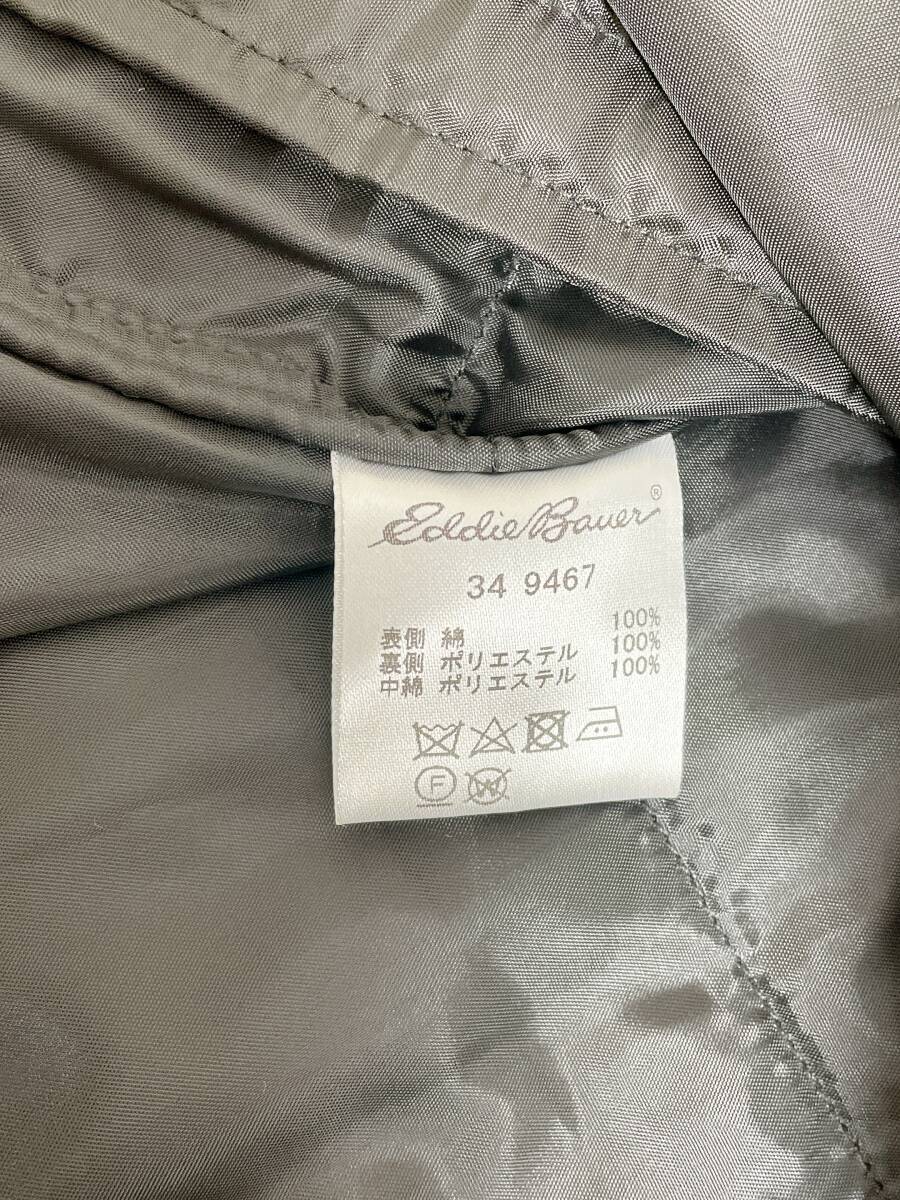 Eddie Bauer®
34 9467
表側 綿 100%
裏側 ポリエステル 100%
中綿 ポリエステル 100%
F W